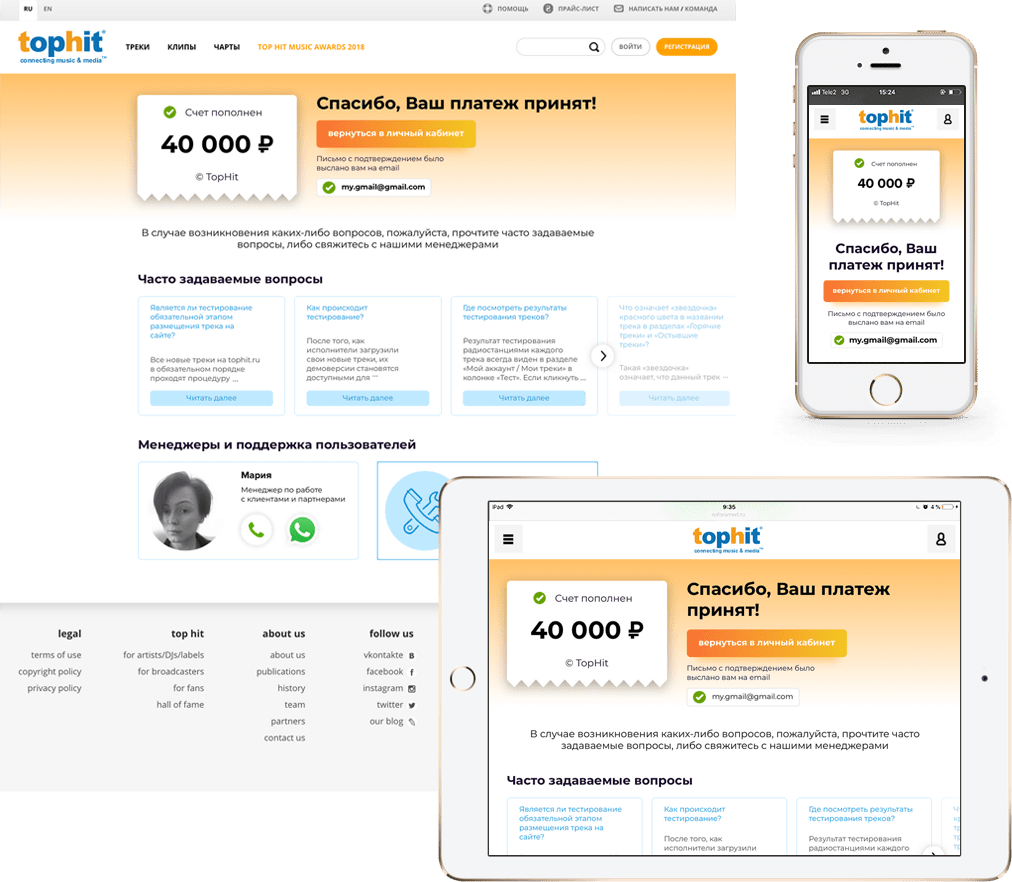 RU EN
ПОМОЩЬ ПРАЙС-ЛИСТ НАПИСАТЬ НАМ / КОМАНДА
tophit
connecting music & media™
ТРЕКИ КЛИПЫ ЧАРТЫ TOP HIT MUSIC AWARDS 2018
ВОЙТИ РЕГИСТРАЦИЯ
Счет пополнен
40 000 ₽
© TopHit
Спасибо, Ваш платеж принят!
вернуться в личный кабинет
Письмо с подтверждением было
выслано вам на email
my.gmail@gmail.com
В случае возникновения каких-либо вопросов, пожалуйста, прочтите часто задаваемые
вопросы, либо свяжитесь с нашими менеджерами
Часто задаваемые вопросы
Является ли тестирование
обязательной этапом
размещения трека на
сайте?
Все новые треки на tophit.ru
в обязательном порядке
проходят процедуру ...
Читать далее
Как происходит
тестирование?
После того, как
исполнители загрузили
свои новые треки, их
демоверсии становятся
доступными для ...
Читать далее
Где посмотреть результаты
тестирования треков?
Результат тестирования
радиостанциями каждого
трека всегда виден в разделе
«Мой аккаунт / Мои треки» в
колонке «Тест». Если кликнуть ...
Читать далее
Что означает «звездочка»
красного цвета в названии
трека в разделах «Горячие
треки» и «Остывшие
треки»?
Такая «звездочка»
означает, что данный трек ...
Читать далее
Менеджеры и поддержка пользователей
Мария
Менеджер по работе
с клиентами и партнерами
legal
terms of use
copyright policy
privacy policy
top hit
for artists/DJs/labels
for broadcasters
for fans
hall of fame
about us
about us
publications
history
team
partners
contact us
follow us
vkontakte
facebook
instagram
twitter
our blog
Tele2 3G 15:24
tophit
connecting music & media™
Счет пополнен
40 000 ₽
© TopHit
Спасибо, Ваш
платеж принят!
вернуться в личный кабинет
Письмо с подтверждением было
выслано вам на email
my.gmail@gmail.com
iPad 9:35 4 %
tophit
connecting music & media™
Счет пополнен
40 000 ₽
© TopHit
Спасибо, Ваш платеж
принят!
вернуться в личный кабинет
Письмо с подтверждением было
выслано вам на email
my.gmail@gmail.com
В случае возникновения каких-либо вопросов, пожалуйста, прочтите часто
задаваемые вопросы, либо свяжитесь с нашими менеджерами
Часто задаваемые вопросы
Является ли тестирование
обязательной этапом
размещения трека на
сайте?
Как происходит
тестирование?
После того, как
исполнители загрузили
Где посмотреть результаты
тестирования треков?
Результат тестирования
радиостанциями каждого